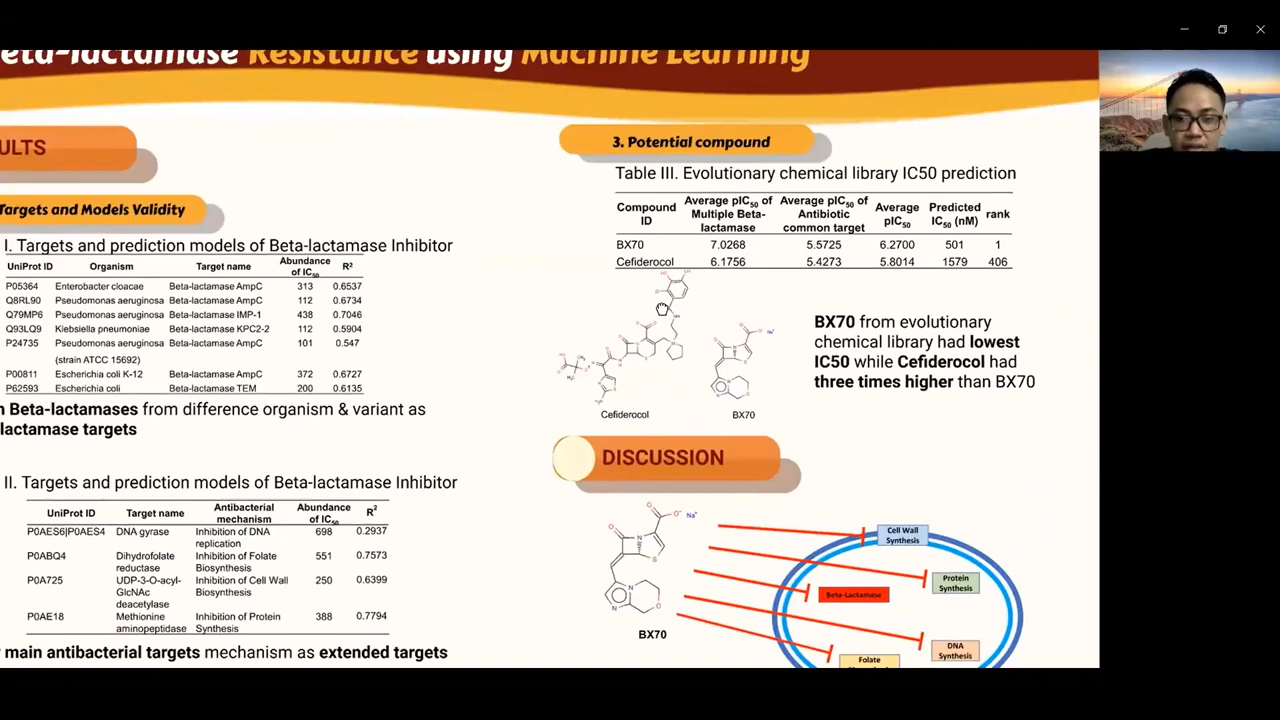 eta-lactamase Resistance using Machine Learning
ULTS
Targets and Models Validity
I. Targets and prediction models of Beta-lactamase Inhibitor
UniProt ID Organism Target name Abundance of IC50 R2
P05364 Enterobacter cloacae Beta-lactamase AmpC 313 0.6537
Q8RL90 Pseudomonas aeruginosa Beta-lactamase AmpC 112 0.6734
Q79MP6 Pseudomonas aeruginosa Beta-lactamase IMP-1 438 0.7046
Q93LQ9 Klebsiella pneumoniae Beta-lactamase KPC2-2 112 0.5904
P24735 Pseudomonas aeruginosa Beta-lactamase AmpC 101 0.547
(strain ATCC 15692)
P00811 Escherichia coli K-12 Beta-lactamase AmpC 372 0.6727
P62593 Escherichia coli Beta-lactamase TEM 200 0.6135
n Beta-lactamases from difference organism & variant as
lactamase targets
II. Targets and prediction models of Beta-lactamase Inhibitor
UniProt ID Target name Antibacterial mechanism Abundance of IC50 R2
P0AES6|P0AES4 DNA gyrase Inhibition of DNA replication 698 0.2937
P0ABQ4 Dihydrofolate reductase Inhibition of Folate Biosynthesis 551 0.7573
P0A725 UDP-3-O-acyl-GlcNAc deacetylase Inhibition of Cell Wall Biosynthesis 250 0.6399
P0AE18 Methionine aminopeptidase Inhibition of Protein Synthesis 388 0.7794
main antibacterial targets mechanism as extended targets
3. Potential compound
Table III. Evolutionary chemical library IC50 prediction
Compound ID Average pIC50 of Multiple Beta-lactamase Average pIC50 of Antibiotic common target Average pIC50 Predicted IC50 (nM) rank
BX70 7.0268 5.5725 6.2700 501 1
Cefiderocol 6.1756 5.4273 5.8014 1579 406
Cefiderocol
BX70
BX70 from evolutionary
chemical library had lowest
IC50 while Cefiderocol had
three times higher than BX70
DISCUSSION
O
O- Na+
O
N
S
N
N
O
BX70
Cell Wall
Synthesis
Protein
Synthesis
Beta-Lactamase
DNA
Synthesis
Folate